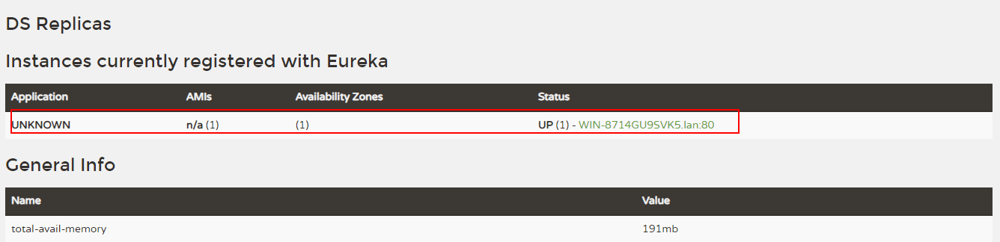 DS Replicas
Instances currently registered with Eureka
Application AMIs Availability Zones Status
UNKNOWN n/a (1) (1) UP (1) - WIN-8714GU9SVK5.lan:80
General Info
Name Value
total-avail-memory 191mb